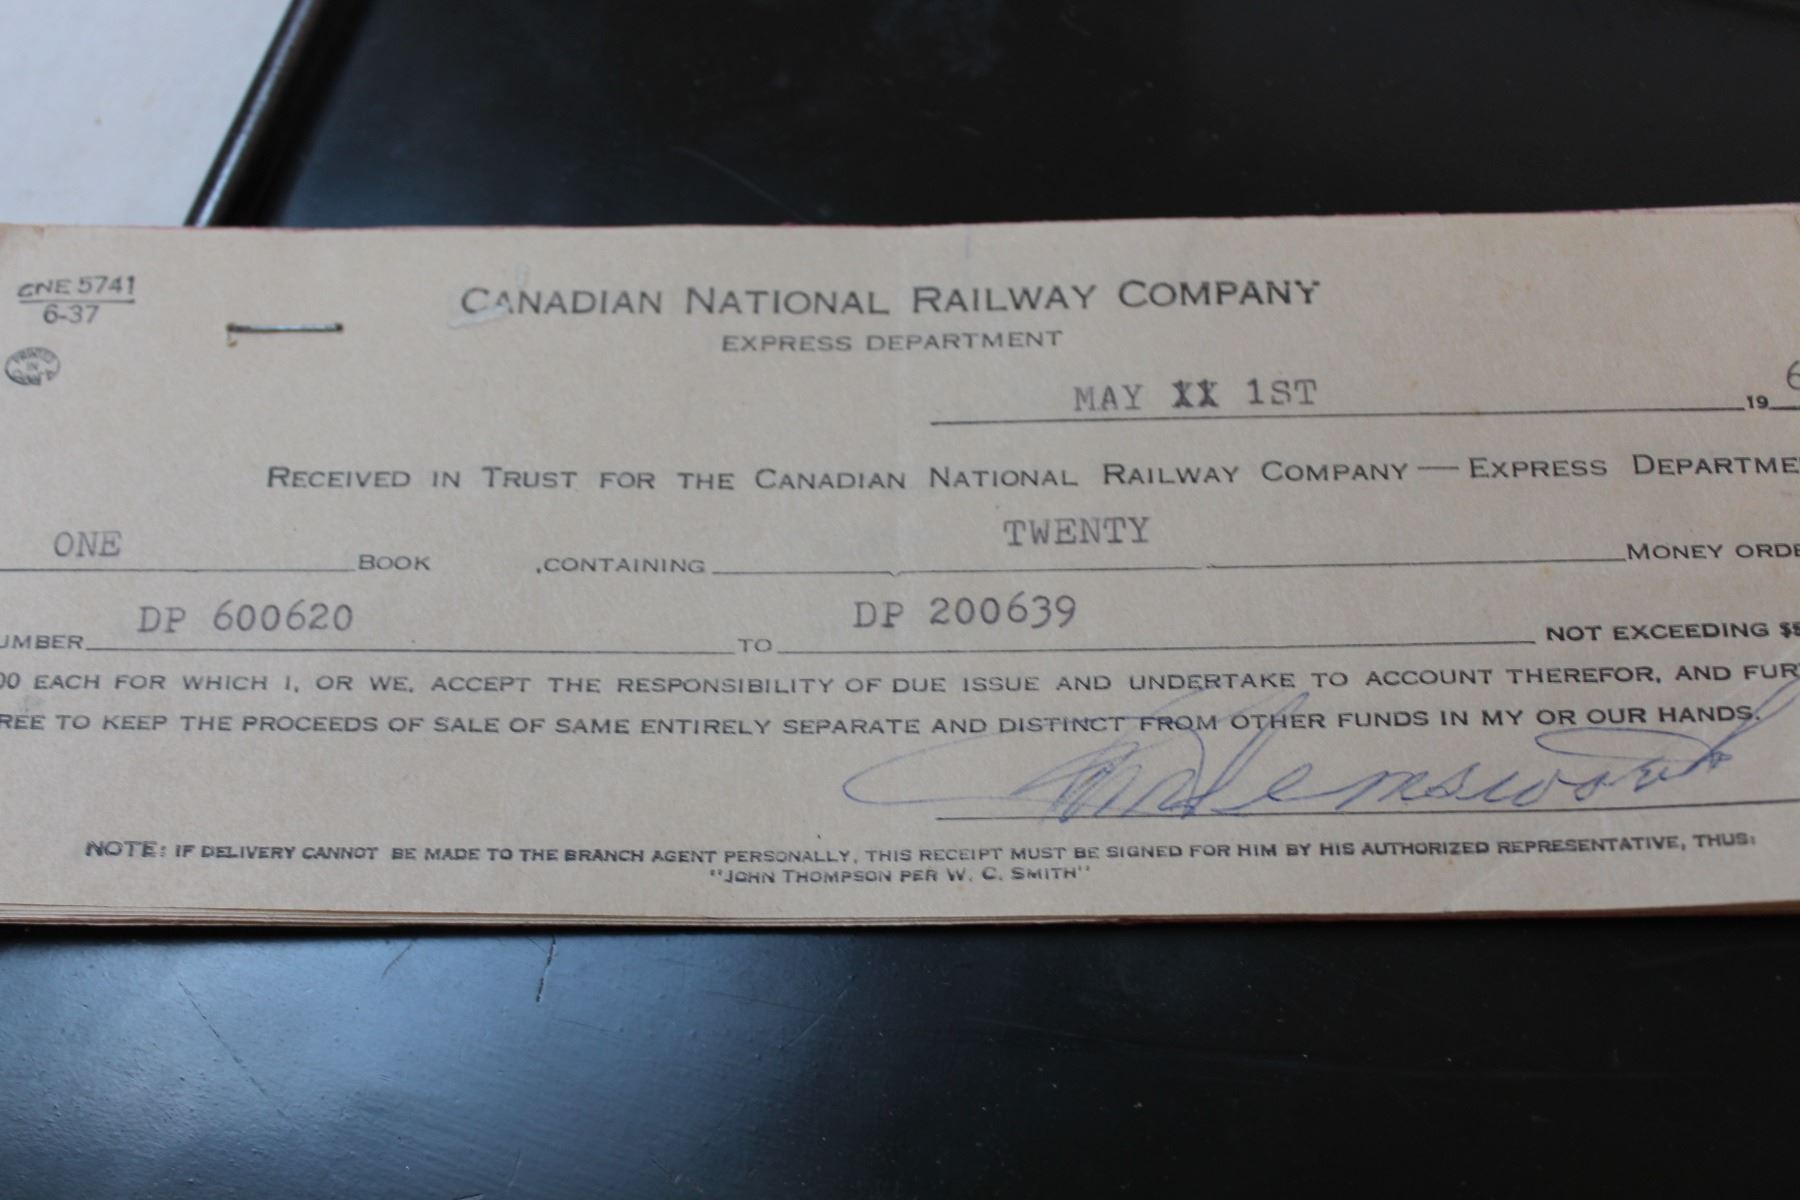 CNE 5741
6-37
PRINTED IN
CANADIAN NATIONAL RAILWAY COMPANY
EXPRESS DEPARTMENT
MAY XX 1ST 19 6
RECEIVED IN TRUST FOR THE CANADIAN NATIONAL RAILWAY COMPANY — EXPRESS DEPARTME
ONE BOOK , CONTAINING TWENTY MONEY ORDE
UMBER DP 600620 TO DP 200639 NOT EXCEEDING $
00 EACH FOR WHICH I, OR WE, ACCEPT THE RESPONSIBILITY OF DUE ISSUE AND UNDERTAKE TO ACCOUNT THEREFOR, AND FUR
REE TO KEEP THE PROCEEDS OF SALE OF SAME ENTIRELY SEPARATE AND DISTINCT FROM OTHER FUNDS IN MY OR OUR HANDS.
NOTE: IF DELIVERY CANNOT BE MADE TO THE BRANCH AGENT PERSONALLY, THIS RECEIPT MUST BE SIGNED FOR HIM BY HIS AUTHORIZED REPRESENTATIVE, THUS:
"JOHN THOMPSON PER W. C. SMITH"